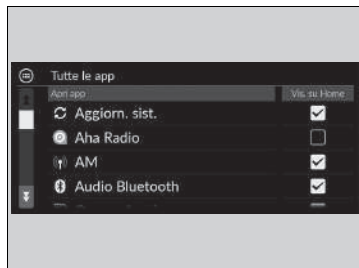 Tutte le app
Apri app Vis. su Home
Aggiorn. sist.
Aha Radio
AM
Audio Bluetooth